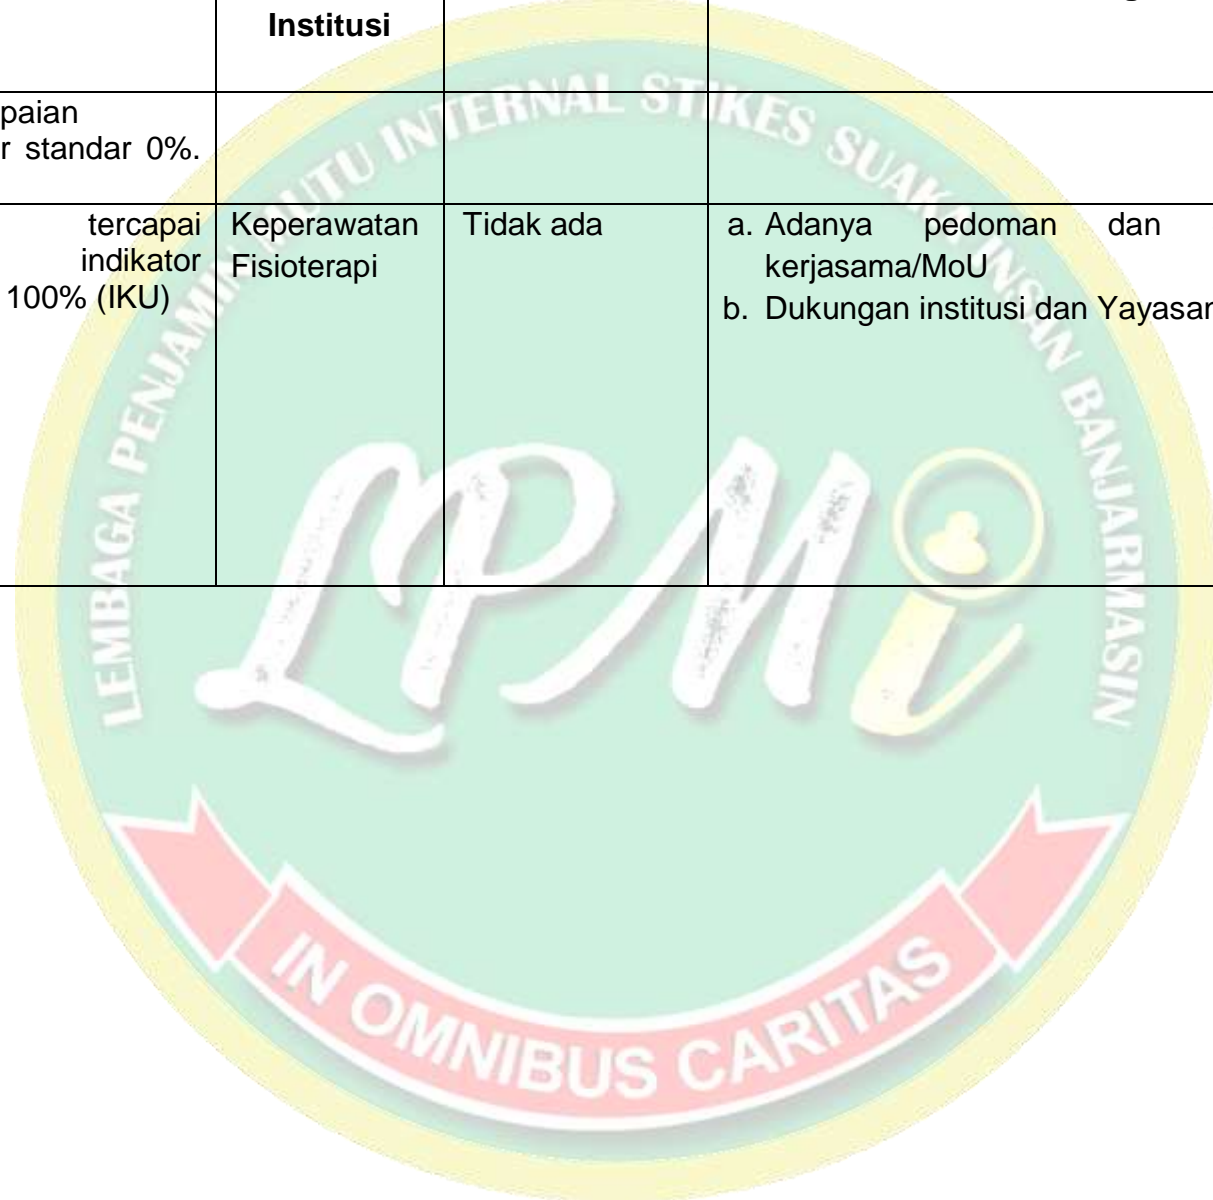 Institusi
paian
r standar 0%.
tercapai
indikator
100% (IKU)
Keperawatan
Fisioterapi
Tidak ada
a. Adanya pedoman dan
kerjasama/MoU
b. Dukungan institusi dan Yayasan
LEMBAGA PENJAMIN MUTU INTERNAL STIKES SUAKA INSAN BANJARMASIN
LPMi
IN OMNIBUS CARITAS